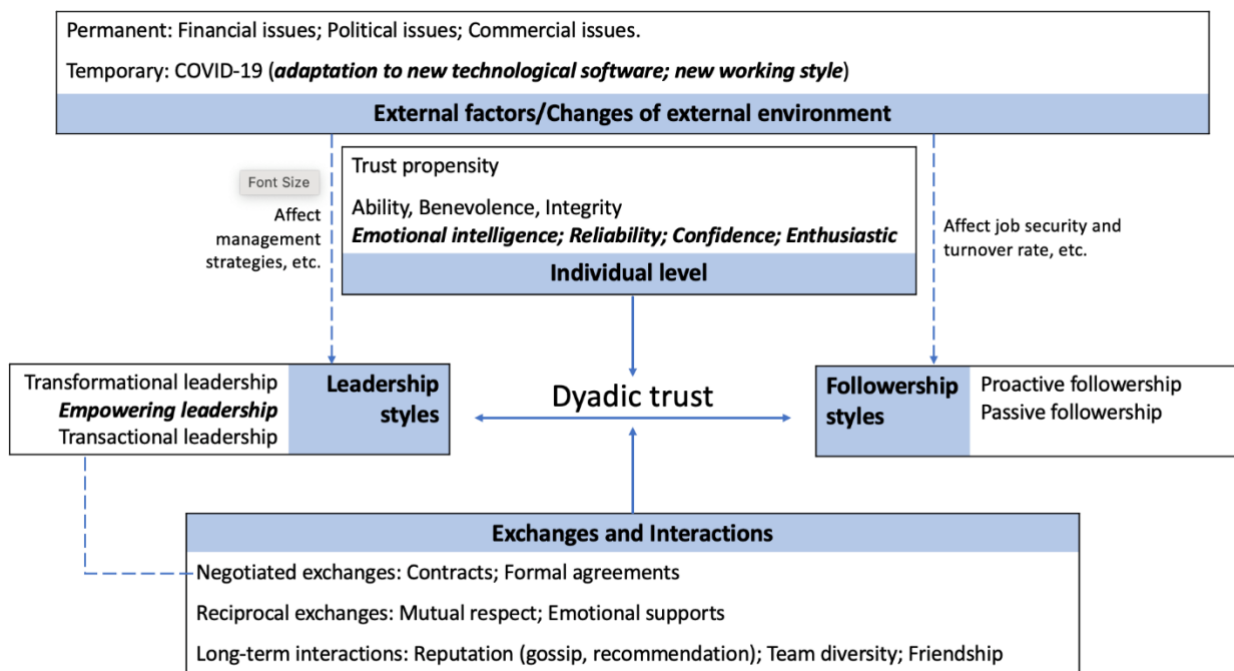 Permanent: Financial issues; Political issues; Commercial issues.
Temporary: COVID-19 (adaptation to new technological software; new working style)
External factors/Changes of external environment
Font Size
Affect
management
strategies, etc.
Trust propensity
Ability, Benevolence, Integrity
Emotional intelligence; Reliability; Confidence; Enthusiastic
Individual level
Affect job security and
turnover rate, etc.
Transformational leadership
Empowering leadership
Transactional leadership
Leadership
styles
Dyadic trust
Followership
styles
Proactive followership
Passive followership
Exchanges and Interactions
Negotiated exchanges: Contracts; Formal agreements
Reciprocal exchanges: Mutual respect; Emotional supports
Long-term interactions: Reputation (gossip, recommendation); Team diversity; Friendship